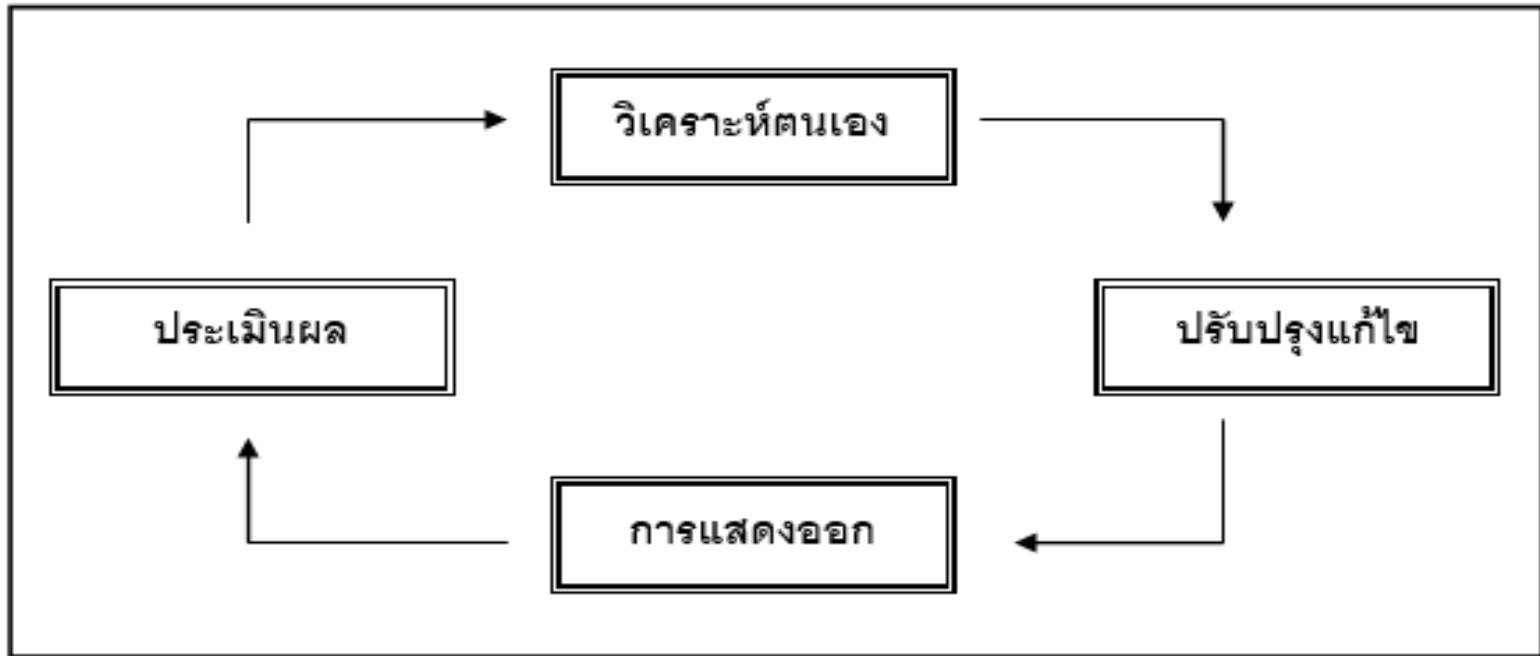 วิเคราะห์ตนเอง
ประเมินผล
ปรับปรุงแก้ไข
การแสดงออก